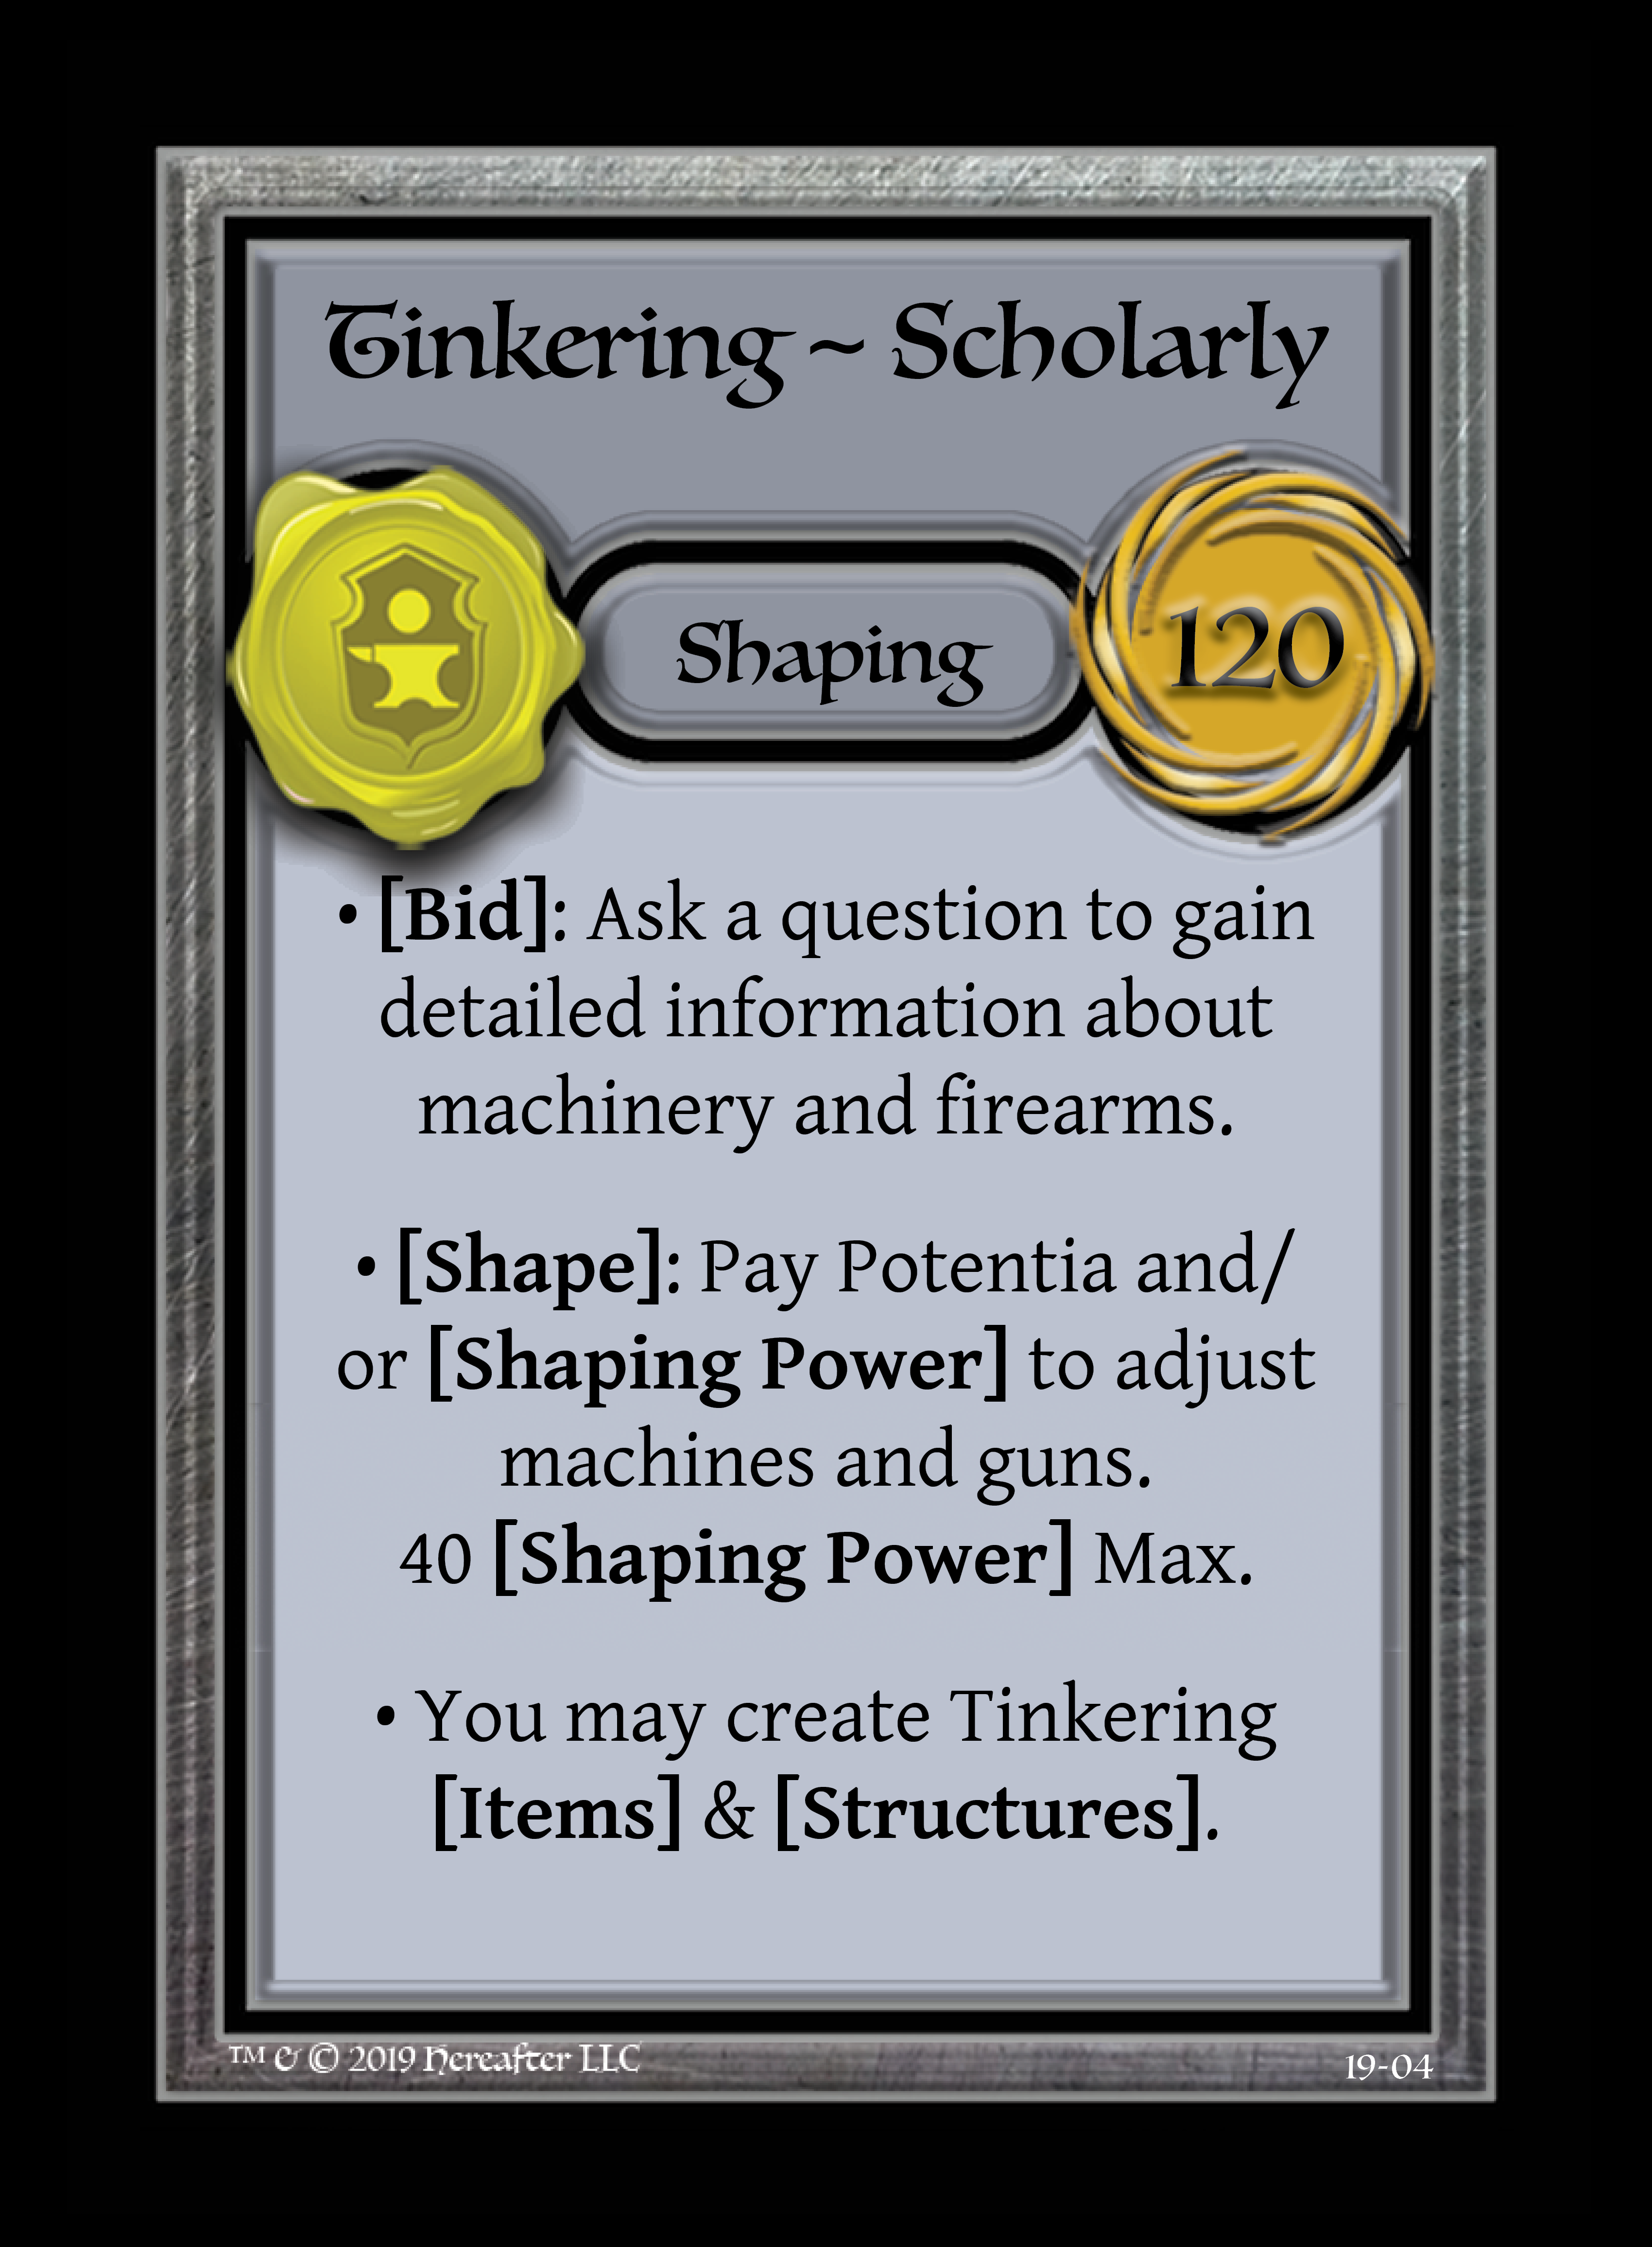 Tinkering ~ Scholarly
Shaping
120
• [Bid]: Ask a question to gain
detailed information about
machinery and firearms.
• [Shape]: Pay Potentia and/
or [Shaping Power] to adjust
machines and guns.
40 [Shaping Power] Max.
• You may create Tinkering
[Items] & [Structures].
™ & © 2019 Hereafter LLC
19-04